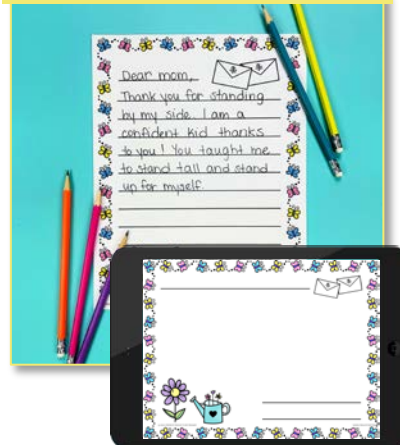 Dear mom,
Thank you for standing
by my side. I am a
confident kid thanks
to you! You taught me
to stand tall and stand
up for myself.